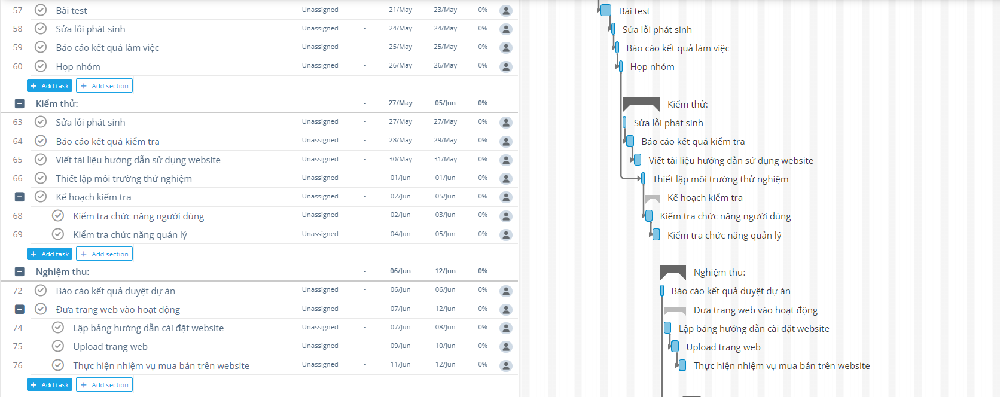 57 Bài test Unassigned - 21/May 23/May 0% Bài test
58 Sửa lỗi phát sinh Unassigned - 24/May 24/May 0% Sửa lỗi phát sinh
59 Báo cáo kết quả làm việc Unassigned - 25/May 25/May 0% Báo cáo kết quả làm việc
60 Họp nhóm Unassigned - 26/May 26/May 0% Họp nhóm
+ Add task + Add section
Kiểm thử: - 27/May 05/Jun 0% Kiểm thử:
63 Sửa lỗi phát sinh Unassigned - 27/May 27/May 0% Sửa lỗi phát sinh
64 Báo cáo kết quả kiểm tra Unassigned - 28/May 29/May 0% Báo cáo kết quả kiểm tra
65 Viết tài liệu hướng dẫn sử dụng website Unassigned - 30/May 31/May 0% Viết tài liệu hướng dẫn sử dụng website
66 Thiết lập môi trường thử nghiệm Unassigned - 01/Jun 01/Jun 0% Thiết lập môi trường thử nghiệm
Kế hoạch kiểm tra Unassigned - 02/Jun 05/Jun 0% Kế hoạch kiểm tra
68 Kiểm tra chức năng người dùng Unassigned - 02/Jun 03/Jun 0% Kiểm tra chức năng người dùng
69 Kiểm tra chức năng quản lý Unassigned - 04/Jun 05/Jun 0% Kiểm tra chức năng quản lý
+ Add task + Add section
Nghiệm thu: - 06/Jun 12/Jun 0% Nghiệm thu:
72 Báo cáo kết quả duyệt dự án Unassigned - 06/Jun 06/Jun 0% Báo cáo kết quả duyệt dự án
Đưa trang web vào hoạt động Unassigned - 07/Jun 12/Jun 0% Đưa trang web vào hoạt động
74 Lập bảng hướng dẫn cài đặt website Unassigned - 07/Jun 08/Jun 0% Lập bảng hướng dẫn cài đặt website
75 Upload trang web Unassigned - 09/Jun 10/Jun 0% Upload trang web
76 Thực hiện nhiệm vụ mua bán trên website Unassigned - 11/Jun 12/Jun 0% Thực hiện nhiệm vụ mua bán trên website
+ Add task + Add section